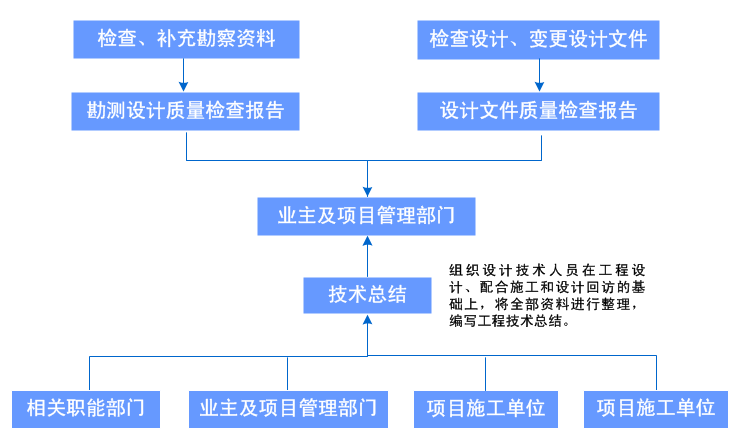 检查、补充勘察资料
检查设计、变更设计文件
勘测设计质量检查报告
设计文件质量检查报告
业主及项目管理部门
技术总结
组织设计技术人员在工程设
计、配合施工和设计回访的基
础上，将全部资料进行整理，
编写工程技术总结。
相关职能部门
业主及项目管理部门
项目施工单位
项目施工单位